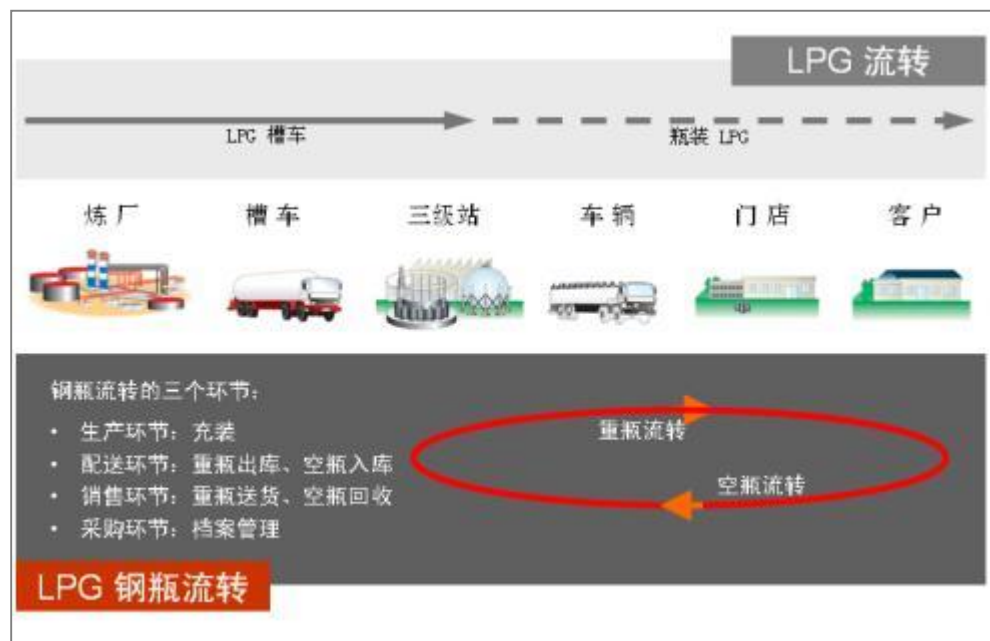 LPG 流转
LPG 槽车
瓶装 LPG
炼厂 槽车 三级站 车辆 门店 客户
钢瓶流转的三个环节：
• 生产环节：充装
• 配送环节：重瓶出库、空瓶入库
• 销售环节：重瓶送货、空瓶回收
• 采购环节：档案管理
重瓶流转
空瓶流转
LPG 钢瓶流转